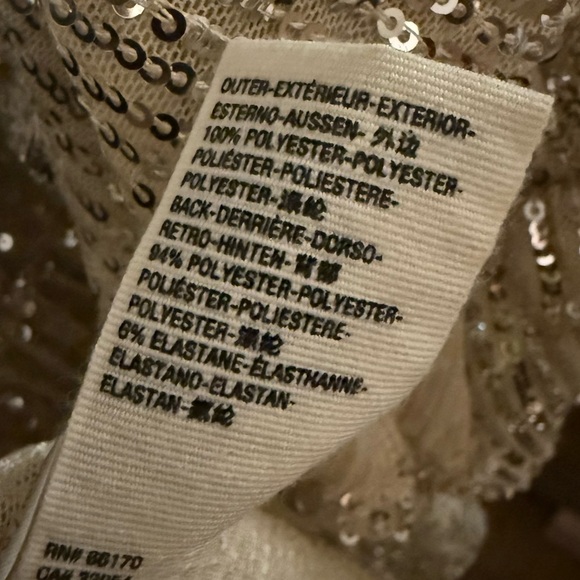 OUTER-EXTÉRIEUR-EXTERIOR-
ESTERNO-AUSSEN- 外边
100% POLYESTER-POLYESTER-
POLIÉSTER-POLIESTERE-
POLYESTER-涤纶
BACK-DERRIÈRE-DORSO-
RETRO-HINTEN-背部
94% POLYESTER-POLYESTER-
POLIÉSTER-POLIESTERE-
POLYESTER-涤纶
6% ELASTANE-ÉLASTHANNE-
ELASTANO-ELASTAN-
ELASTAN-氨纶
RN# 66170
CA#